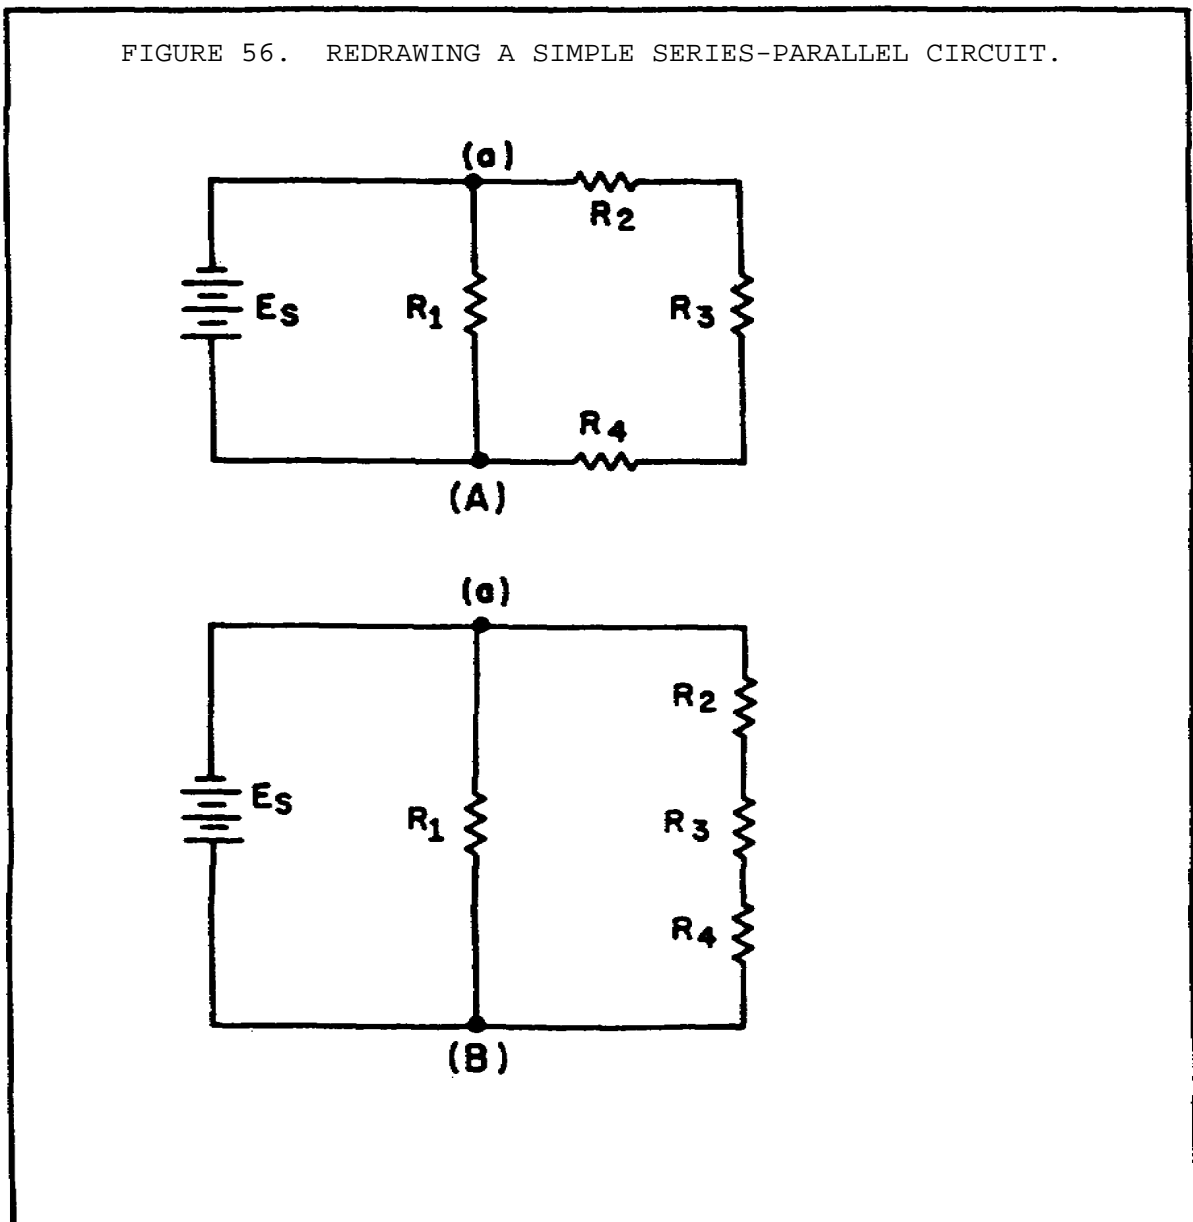 FIGURE 56. REDRAWING A SIMPLE SERIES-PARALLEL CIRCUIT.
(a)
R2
ES
R1
R3
R4
(A)
(a)
R2
ES
R1
R3
R4
(B)